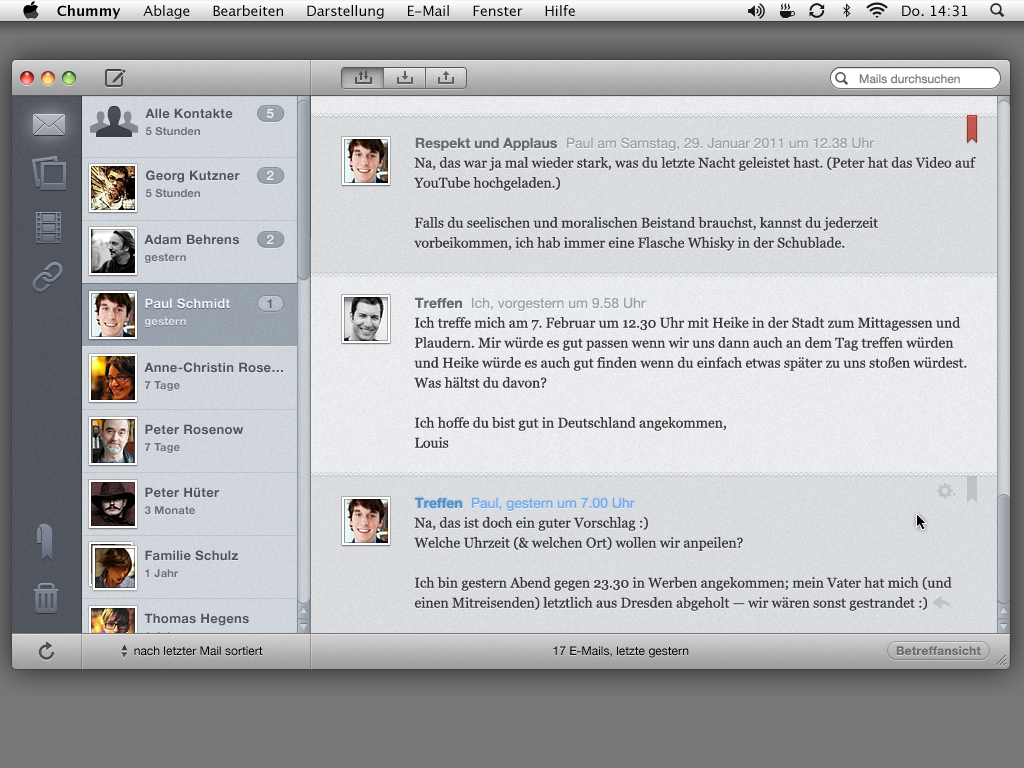 Chummy Ablage Bearbeiten Darstellung E-Mail Fenster Hilfe Do. 14:31
Mails durchsuchen
Alle Kontakte 5
5 Stunden
Georg Kutzner 2
5 Stunden
Adam Behrens 2
gestern
Paul Schmidt 1
gestern
Anne-Christin Rose...
7 Tage
Peter Rosenow
7 Tage
Peter Hüter
3 Monate
Familie Schulz
1 Jahr
Thomas Hegens
Respekt und Applaus Paul am Samstag, 29. Januar 2011 um 12.38 Uhr
Na, das war ja mal wieder stark, was du letzte Nacht geleistet hast. (Peter hat das Video auf
YouTube hochgeladen.)
Falls du seelischen und moralischen Beistand brauchst, kannst du jederzeit
vorbeikommen, ich hab immer eine Flasche Whisky in der Schublade.
Treffen Ich, vorgestern um 9.58 Uhr
Ich treffe mich am 7. Februar um 12.30 Uhr mit Heike in der Stadt zum Mittagessen und
Plaudern. Mir würde es gut passen wenn wir uns dann auch an dem Tag treffen würden
und Heike würde es auch gut finden wenn du einfach etwas später zu uns stoßen würdest.
Was hältst du davon?
Ich hoffe du bist gut in Deutschland angekommen,
Louis
Treffen Paul, gestern um 7.00 Uhr
Na, das ist doch ein guter Vorschlag :)
Welche Uhrzeit (& welchen Ort) wollen wir anpeilen?
Ich bin gestern Abend gegen 23.30 in Werben angekommen; mein Vater hat mich (und
einen Mitreisenden) letztlich aus Dresden abgeholt — wir wären sonst gestrandet :)
nach letzter Mail sortiert
17 E-Mails, letzte gestern
Betreffansicht